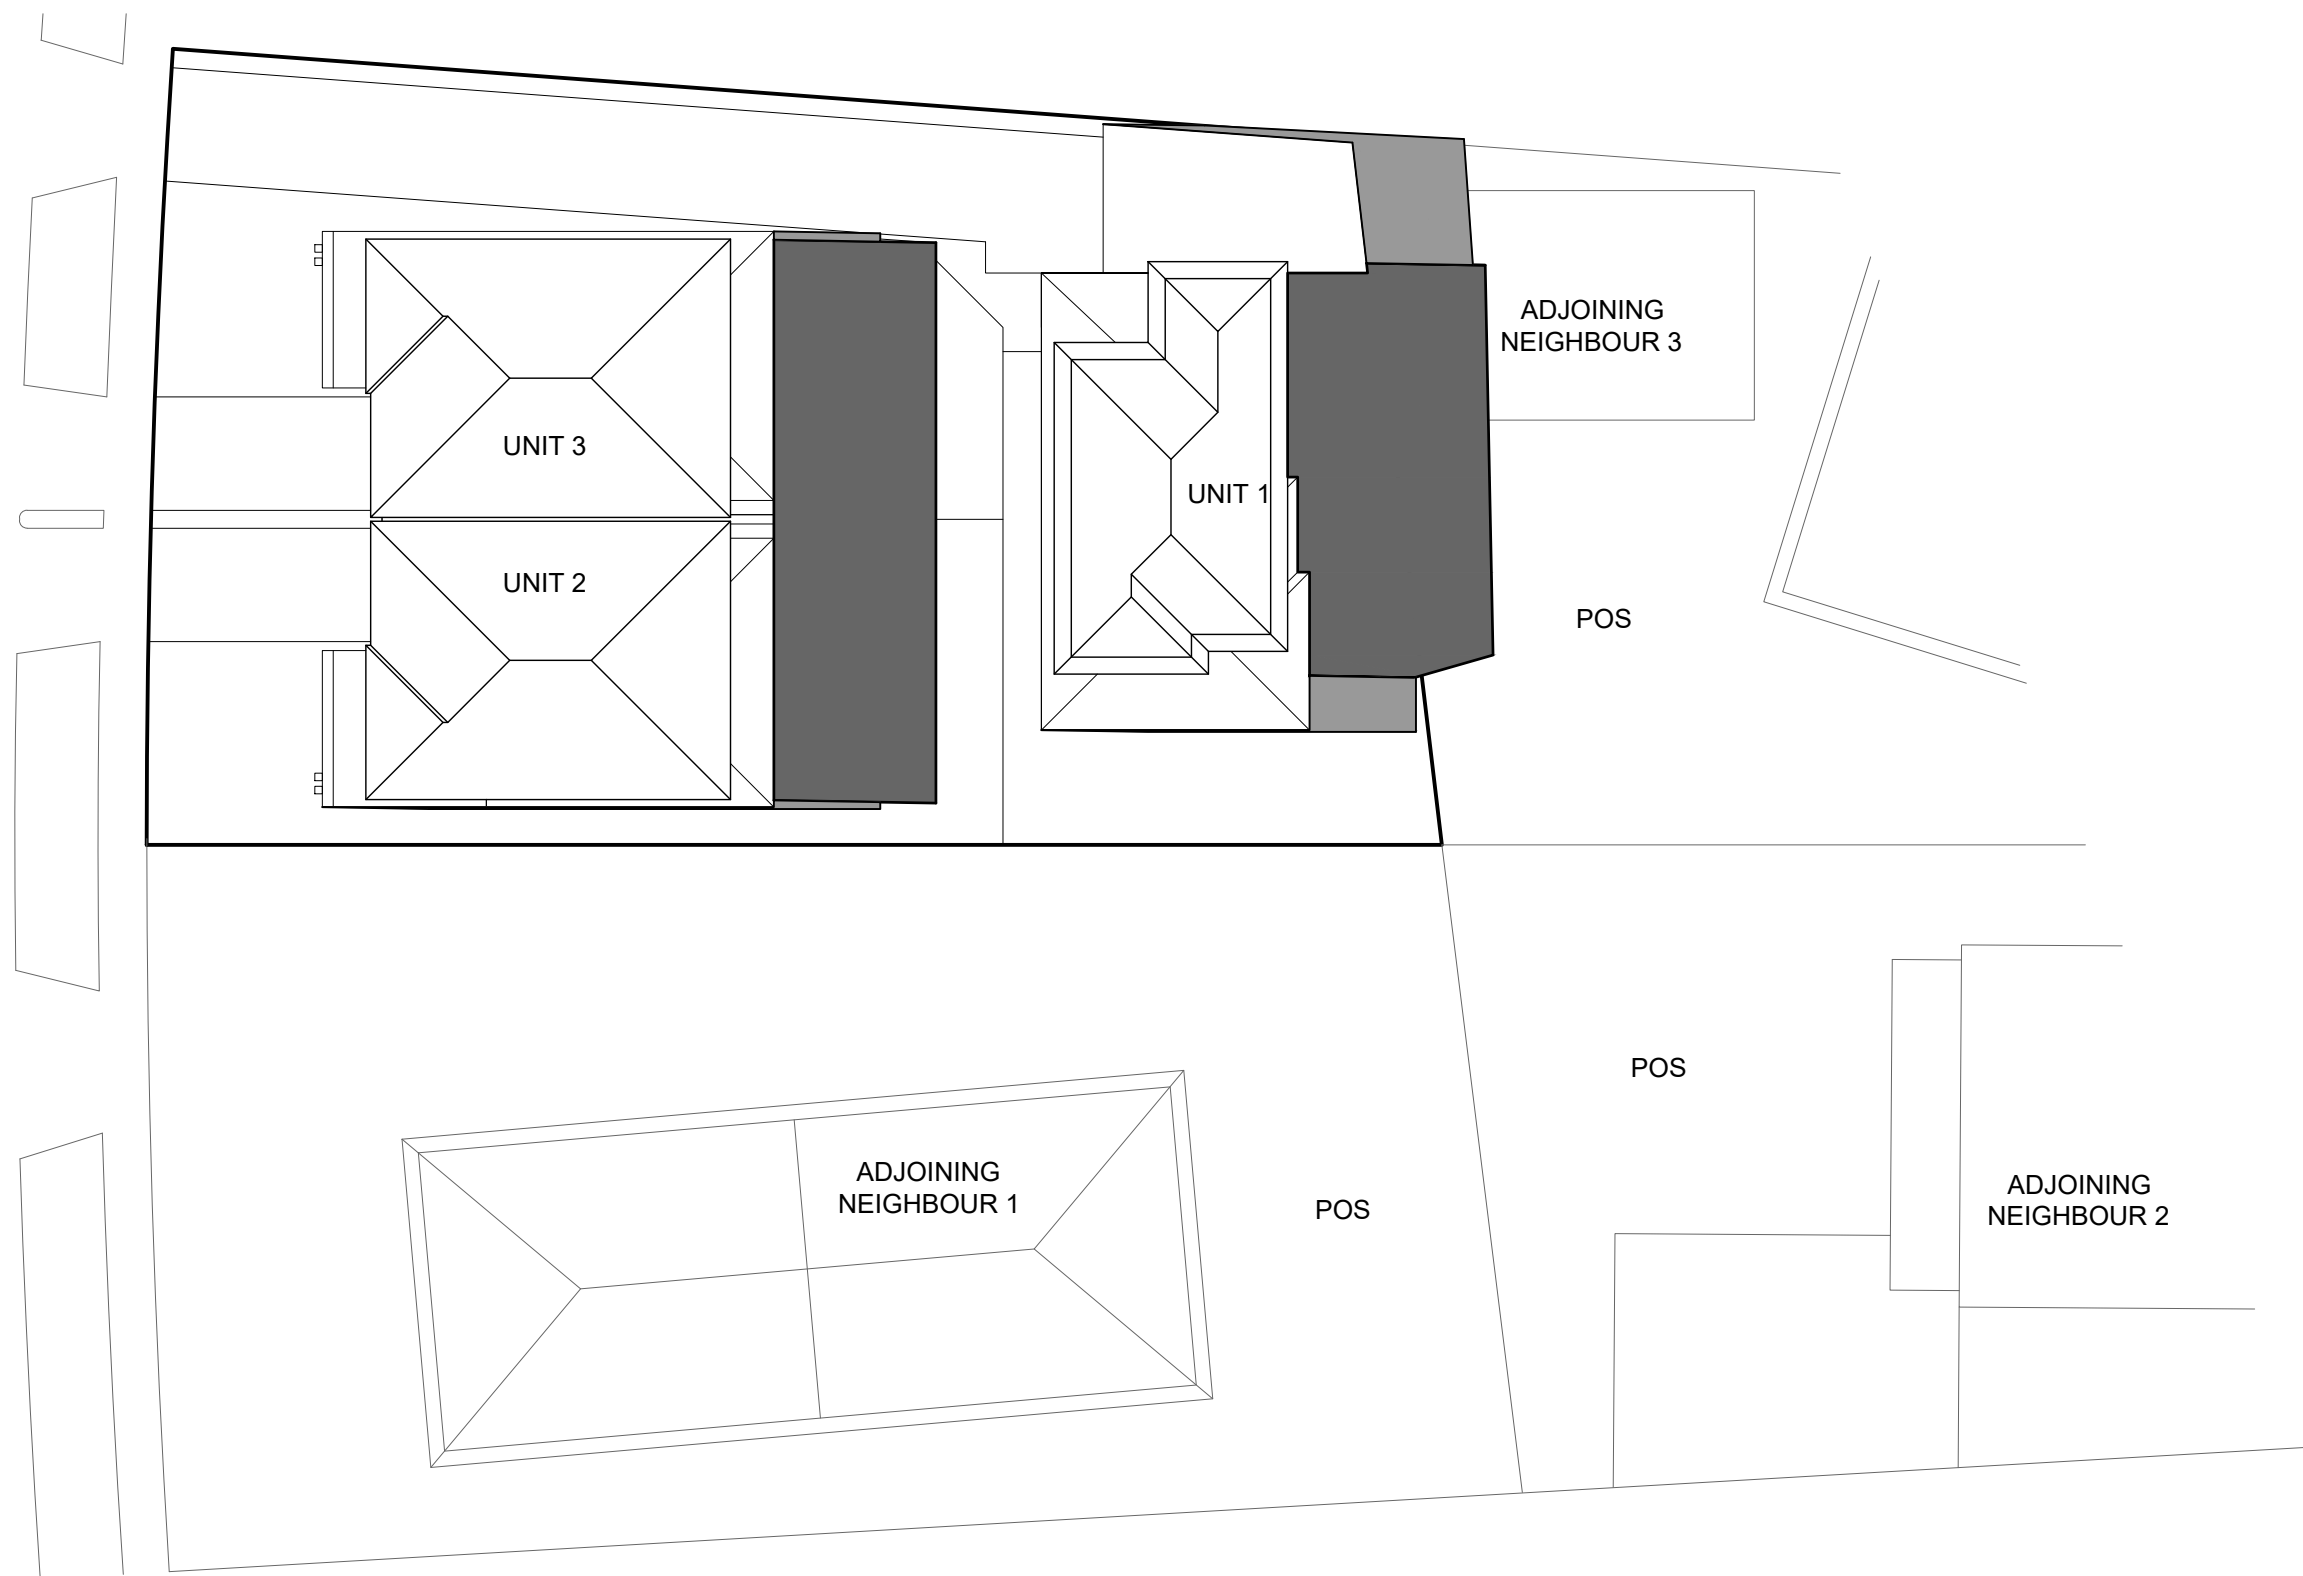 ADJOINING
NEIGHBOUR 3
UNIT 3
UNIT 1
UNIT 2
POS
POS
ADJOINING
NEIGHBOUR 1
POS
ADJOINING
NEIGHBOUR 2